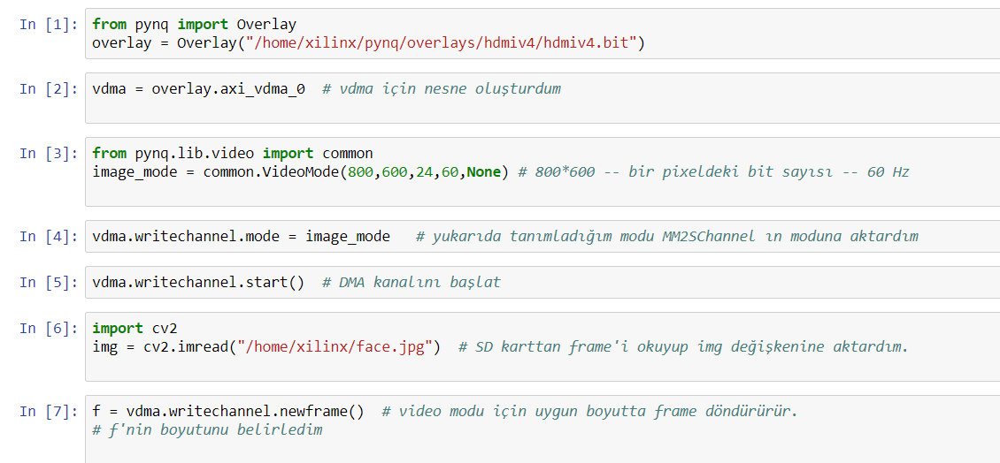 In [1]: from pynq import Overlay
overlay = Overlay("/home/xilinx/pynq/overlays/hdmiv4/hdmiv4.bit")
In [2]: vdma = overlay.axi_vdma_0  # vdma için nesne oluşturdum
In [3]: from pynq.lib.video import common
image_mode = common.VideoMode(800,600,24,60,None) # 800*600 -- bir pixeldeki bit sayısı -- 60 Hz
In [4]: vdma.writechannel.mode = image_mode   # yukarıda tanımladığım modu MM2SChannel ın moduna aktardım
In [5]: vdma.writechannel.start()  # DMA kanalını başlat
In [6]: import cv2
img = cv2.imread("/home/xilinx/face.jpg")  # SD karttan frame'i okuyup img değişkenine aktardım.
In [7]: f = vdma.writechannel.newframe()  # video modu için uygun boyutta frame döndürürür.
# f'nin boyutunu belirledim